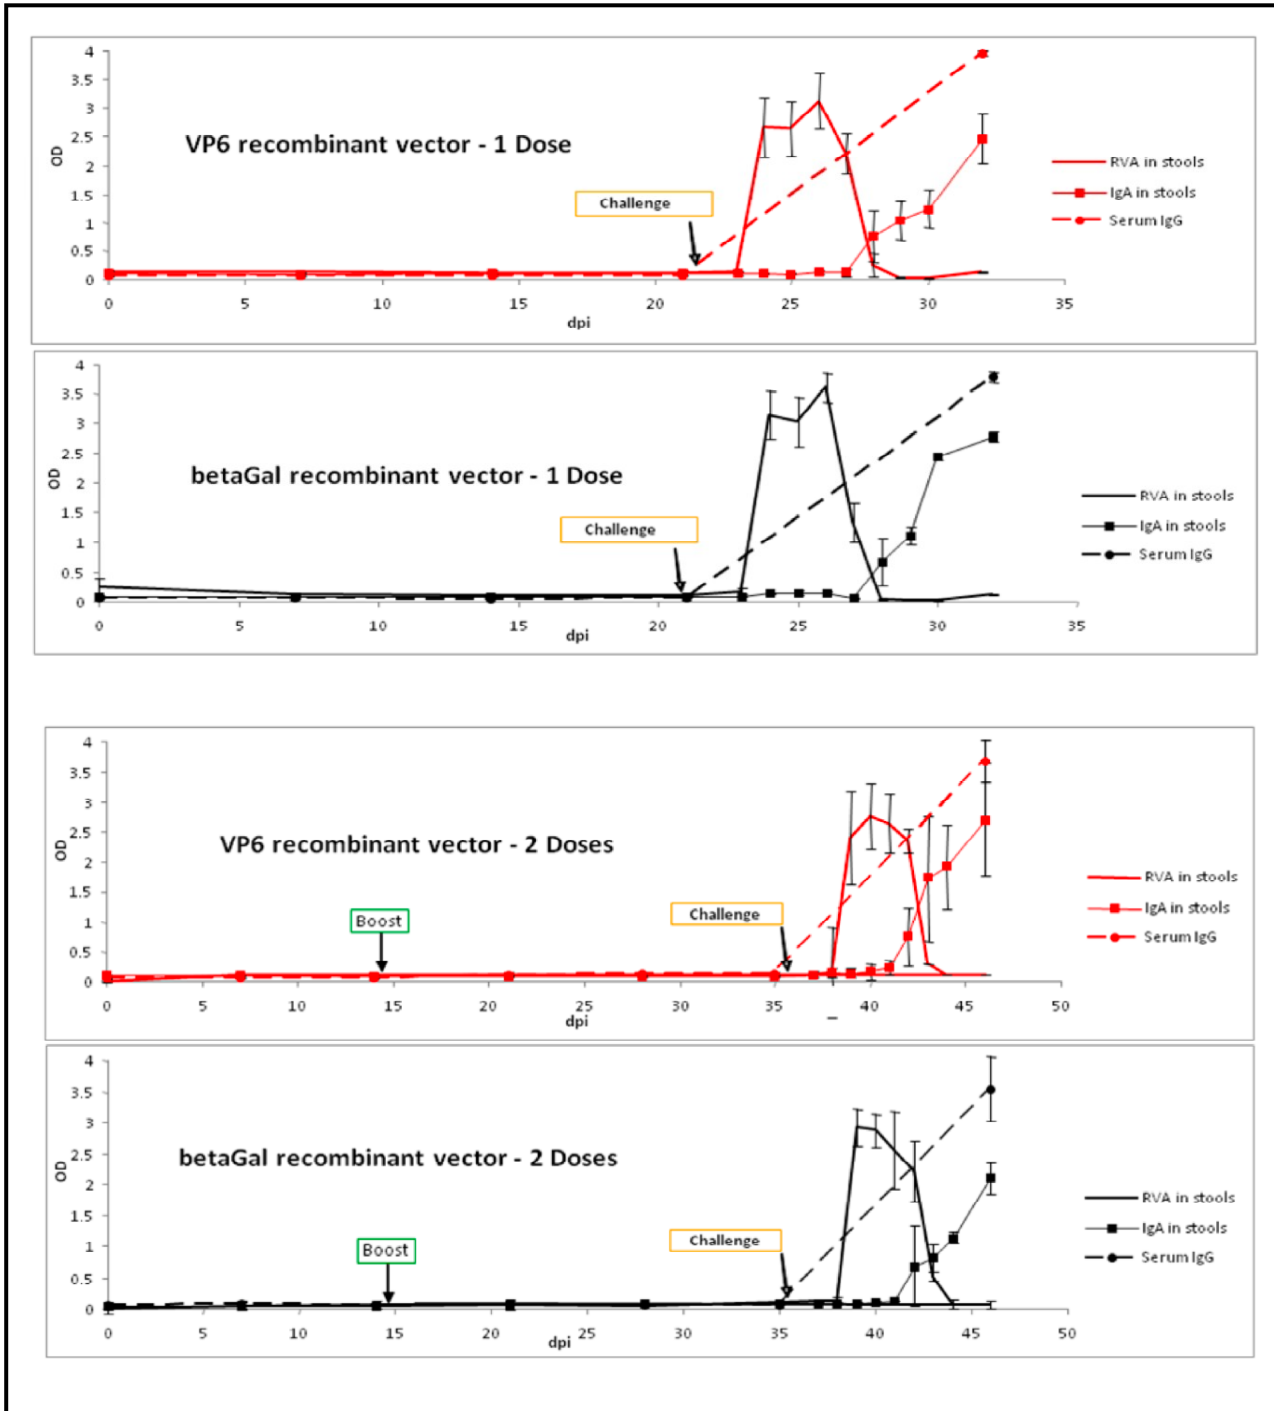 4
3.5
3
2.5
2
1.5
1
0.5
0
OD
VP6 recombinant vector - 1 Dose
Challenge
RVA in stools
IgA in stools
Serum IgG
0 5 10 15 20 25 30 35
dpi
4
3.5
3
2.5
2
1.5
1
0.5
0
OD
betaGal recombinant vector - 1 Dose
Challenge
RVA in stools
IgA in stools
Serum IgG
0 5 10 15 20 25 30 35
dpi
4
3.5
3
2.5
2
1.5
1
0.5
0
OD
VP6 recombinant vector - 2 Doses
Boost
Challenge
RVA in stools
IgA in stools
Serum IgG
0 5 10 15 20 25 30 35 40 45 50
dpi
4
3.5
3
2.5
2
1.5
1
0.5
0
OD
betaGal recombinant vector - 2 Doses
Boost
Challenge
RVA in stools
IgA in stools
Serum IgG
0 5 10 15 20 25 30 35 40 45 50
dpi